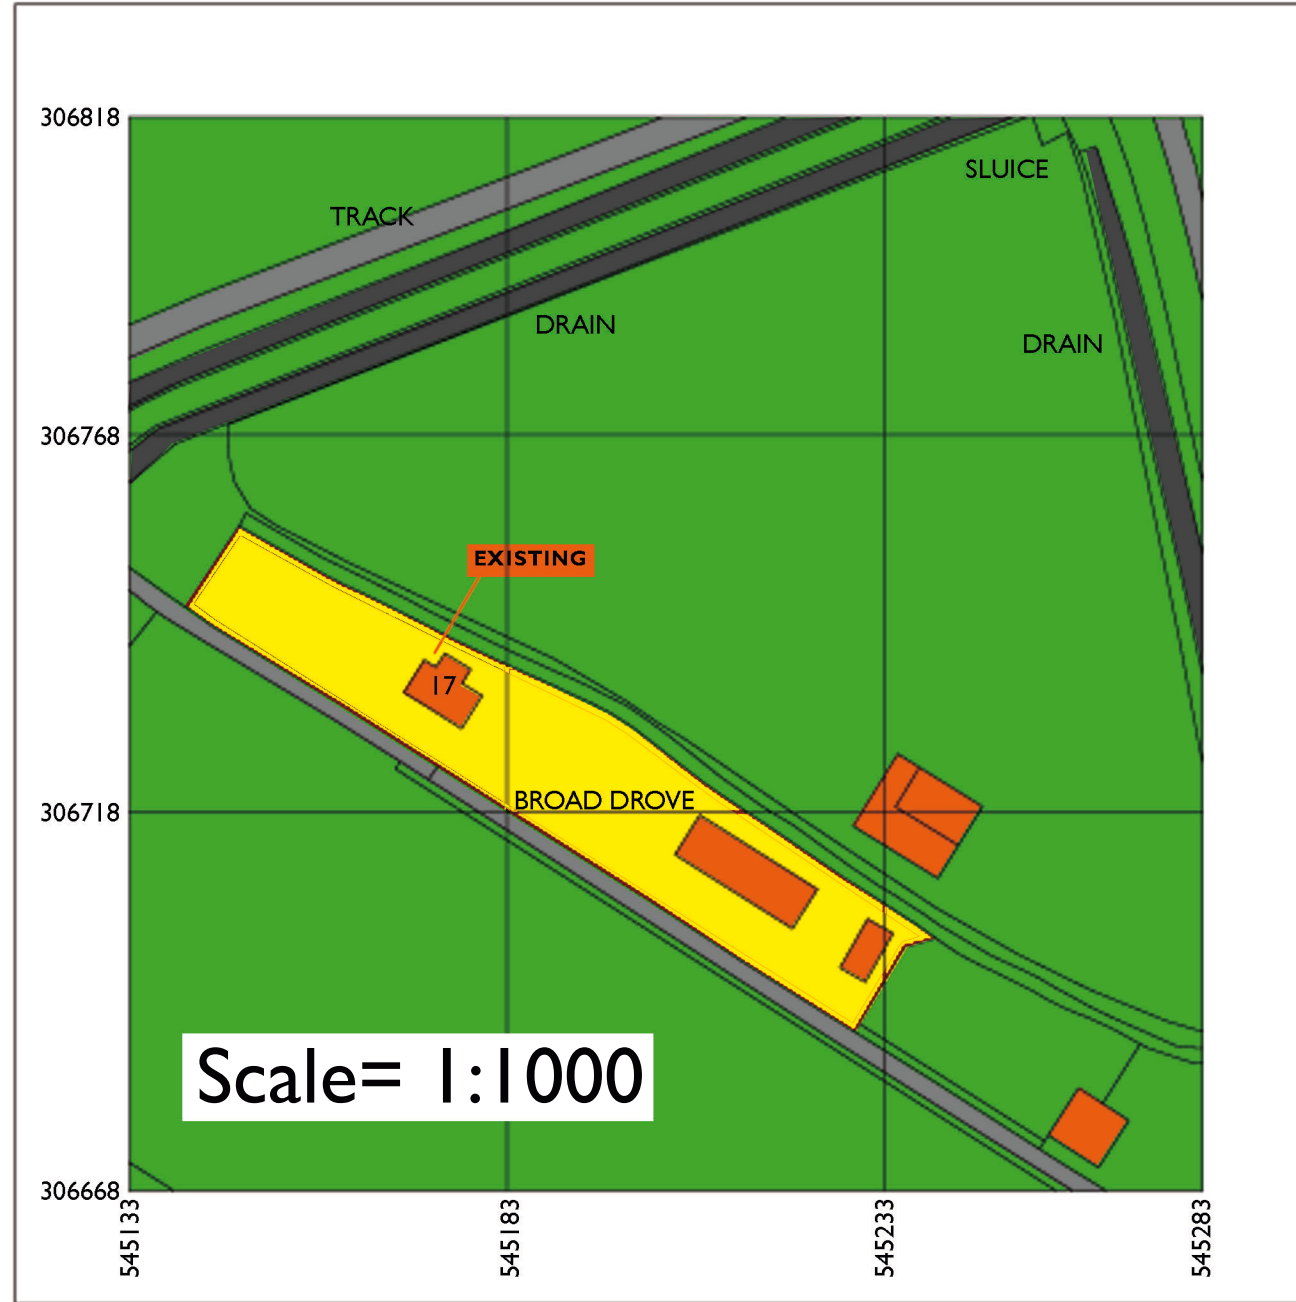 306818
SLUICE
TRACK
DRAIN
DRAIN
306768
EXISTING
17
306718
BROAD DROVE
Scale= 1:1000
306668
545133
545183
545233
545283